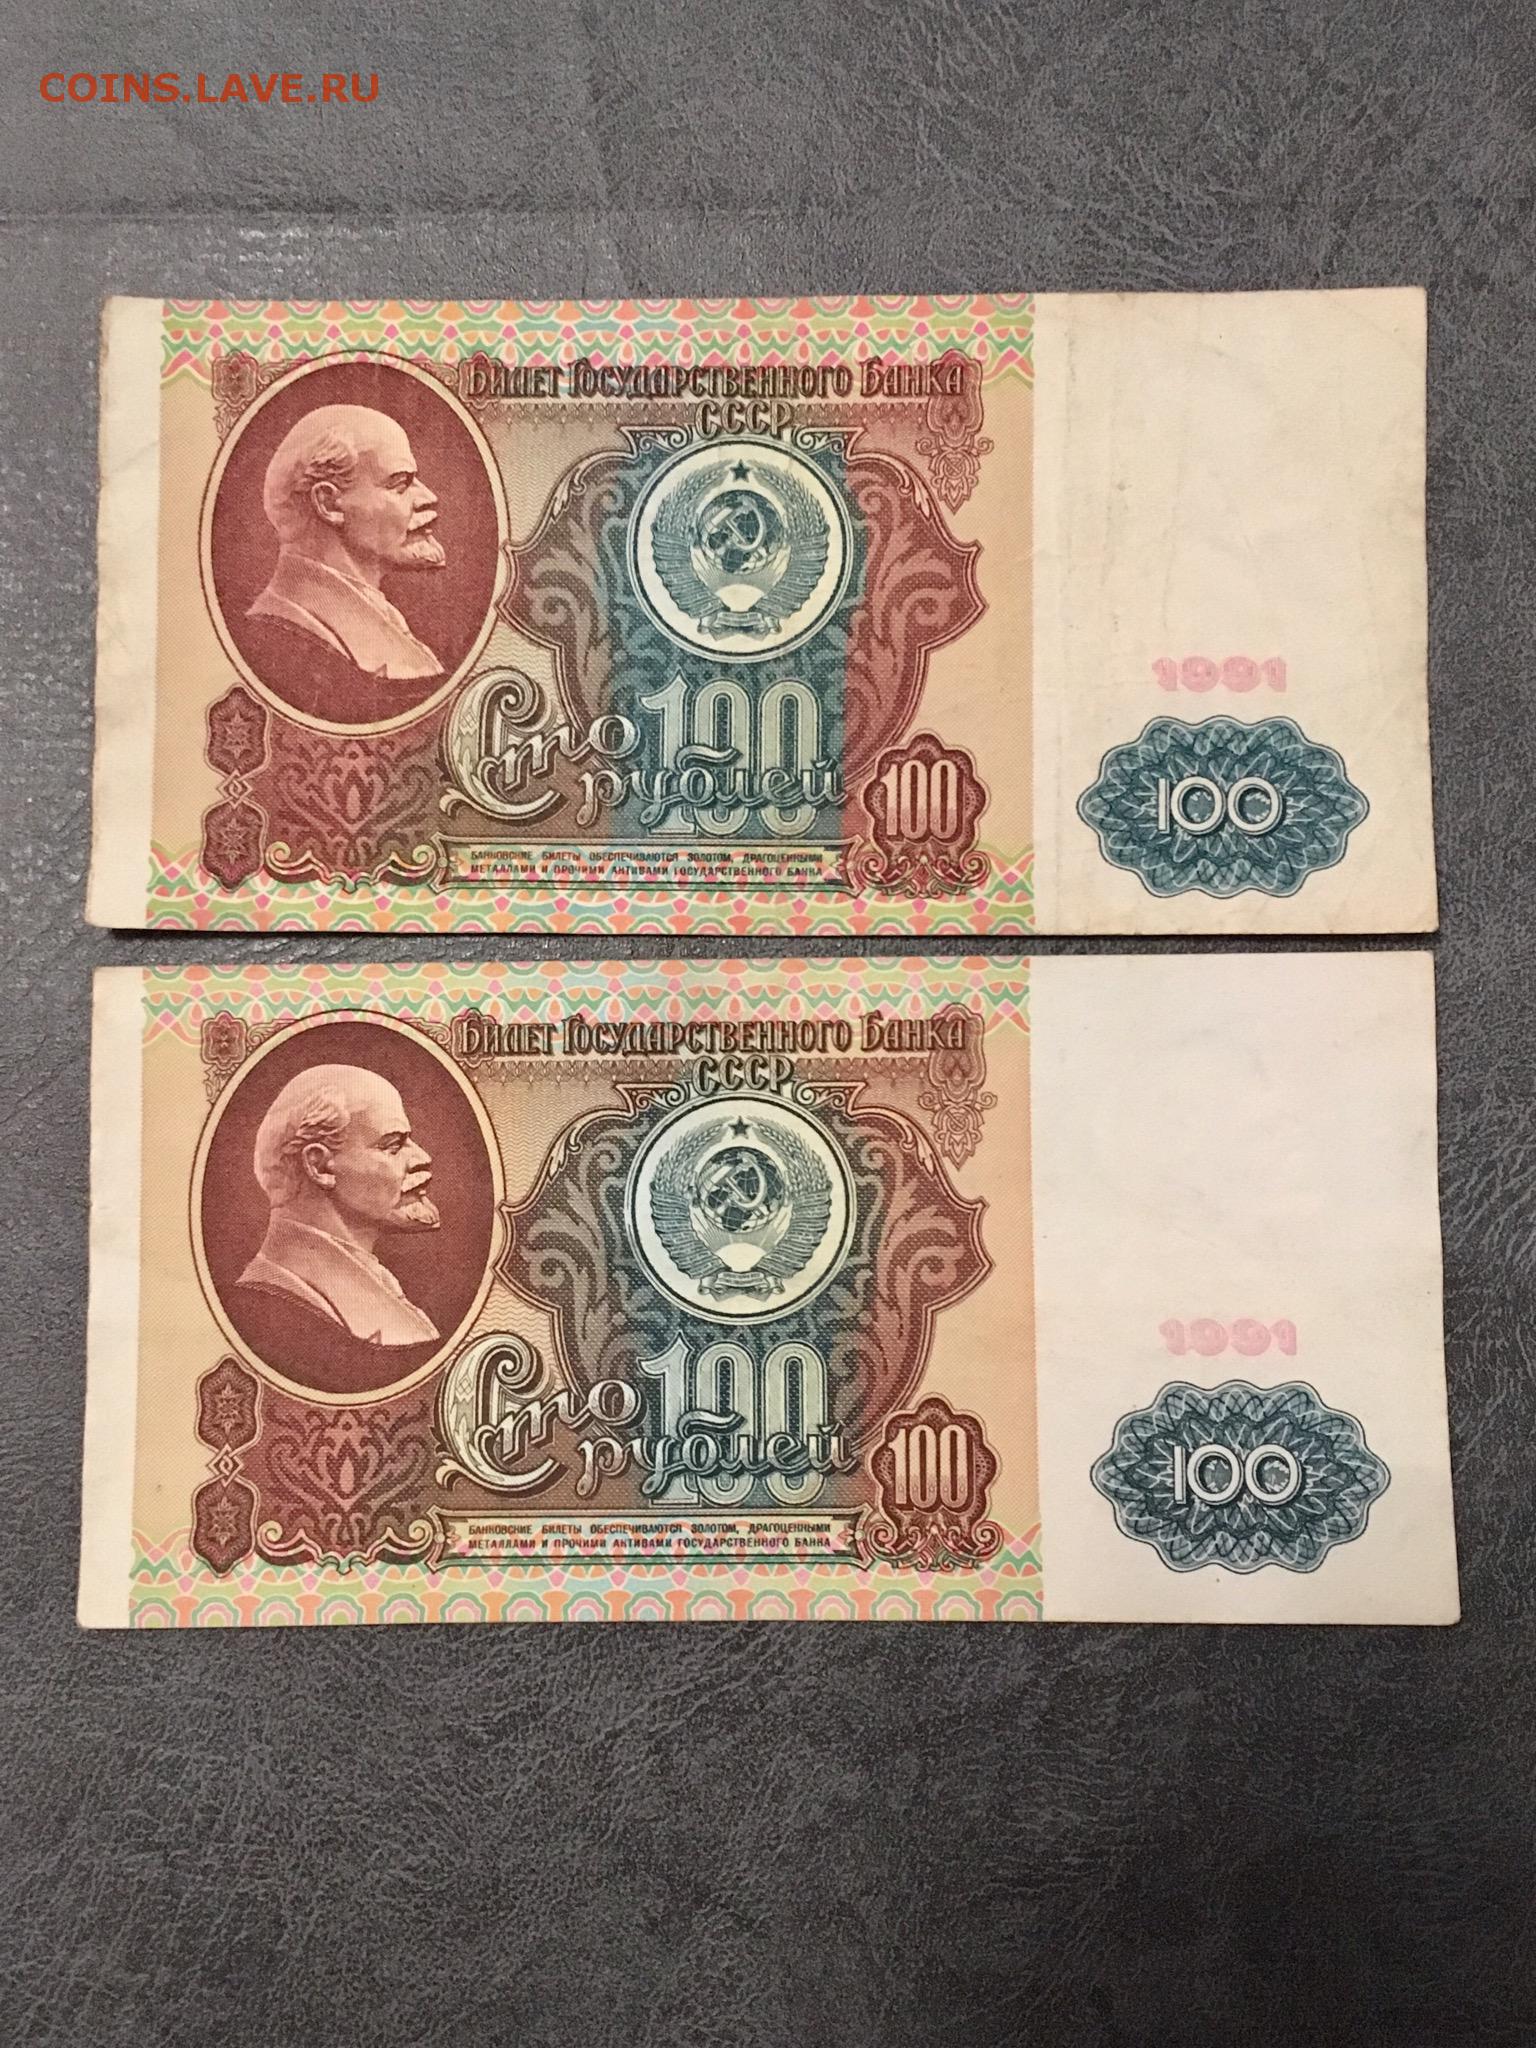 COINS.LAVE.RU
Билет Государственного Банка
СССР
1991
100
Сто
рублей
100
100
100
Банковские билеты обеспечиваются золотом, драгоценными
металлами и прочими активами Государственного банка
Билет Государственного Банка
СССР
1991
100
Сто
рублей
100
100
100
Банковские билеты обеспечиваются золотом, драгоценными
металлами и прочими активами Государственного банка